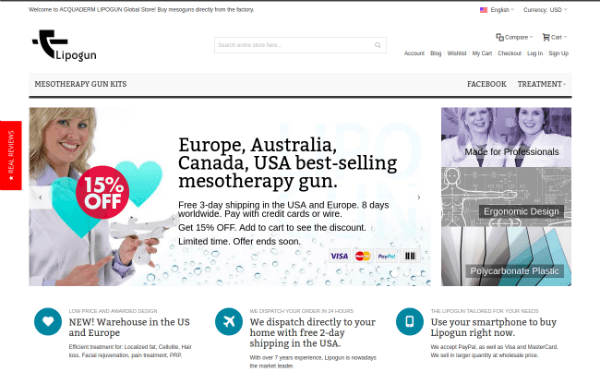 Welcome to ACQUADERM LIPOGUN Global Store! Buy mesoguns directly from the factory.
English
Currency: USD
Lipogun
Search entire store here...
Compare
Cart
Account Blog Wishlist My Cart Checkout Log In Sign Up
MESOTHERAPY GUN KITS
FACEBOOK
TREATMENT
★ REAL REVIEWS
15% OFF
Europe, Australia,
Canada, USA best-selling
mesotherapy gun.
Free 3-day shipping in the USA and Europe. 8 days
worldwide. Pay with credit cards or wire.
Get 15% OFF. Add to cart to see the discount.
Limited time. Offer ends soon.
VISA
PayPal
Made for Professionals
Ergonomic Design
Polycarbonate Plastic
LOW PRICE AND AWARDED DESIGN
NEW! Warehouse in the US
and Europe
Efficient treatment for: Localized fat, Cellulite, Hair
loss. Facial rejuvenation, pain treatment, PRP.
WE DISPATCH YOUR ORDER IN 24 HOURS
We dispatch directly to your
home with free 2-day
shipping in the USA.
With over 7 years experience, Lipogun is nowadays
the market leader.
THE LIPOGUN TAILORED FOR YOUR NEEDS
Use your smartphone to buy
Lipogun right now.
We accept PayPal, as well as Visa and MasterCard.
We sell in larger quantity at wholesale price.